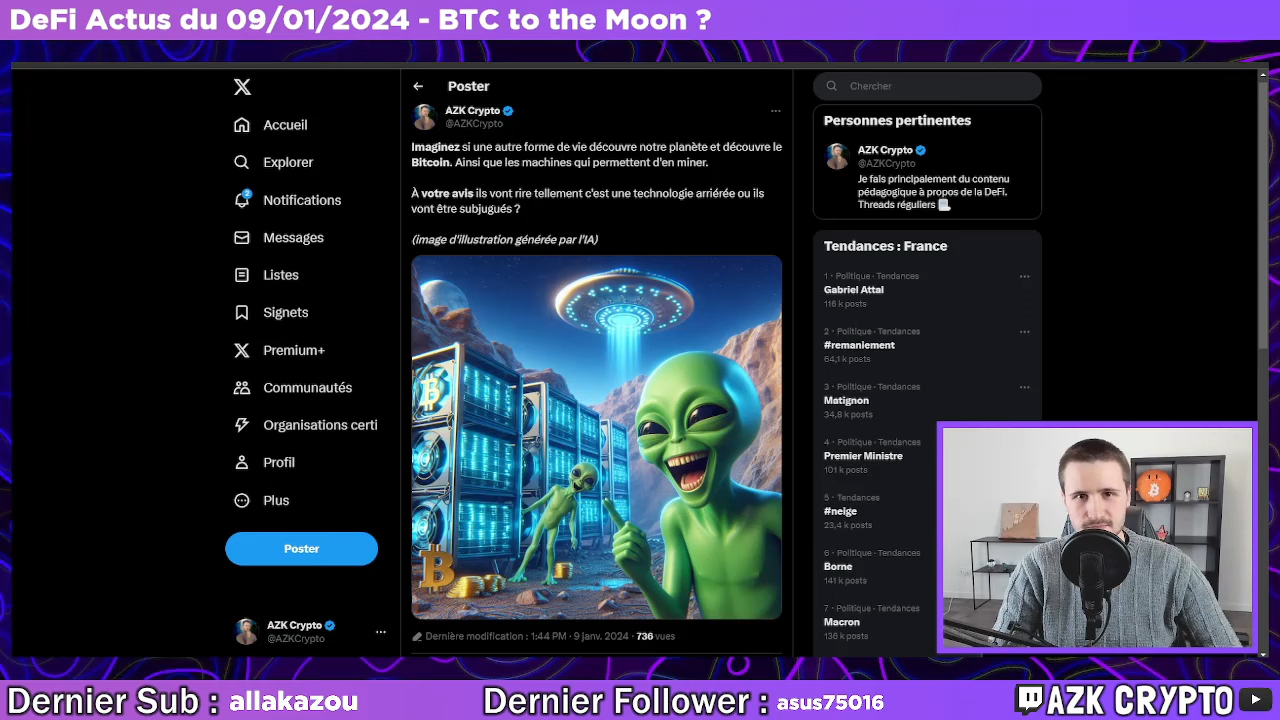 DeFi Actus du 09/01/2024 - BTC to the Moon ?
Accueil
Explorer
2
Notifications
Messages
Listes
Signets
Premium+
Communautés
Organisations certi
Profil
Plus
Poster
AZK Crypto
@AZKCrypto
Poster
AZK Crypto
@AZKCrypto
Imaginez si une autre forme de vie découvre notre planète et découvre le
Bitcoin. Ainsi que les machines qui permettent d'en miner.
À votre avis ils vont rire tellement c'est une technologie arriérée ou ils
vont être subjugués ?
(image d'illustration générée par l'IA)
Dernière modification : 1:44 PM · 9 janv. 2024 · 736 vues
Chercher
Personnes pertinentes
AZK Crypto
@AZKCrypto
Je fais principalement du contenu
pédagogique à propos de la DeFi.
Threads réguliers
Tendances : France
1 · Politique · Tendances
Gabriel Attal
116 k posts
2 · Politique · Tendances
#remaniement
64,1 k posts
3 · Politique · Tendances
Matignon
34,8 k posts
4 · Politique · Tendances
Premier Ministre
101 k posts
5 · Tendances
#neige
23,4 k posts
6 · Politique · Tendances
Borne
141 k posts
7 · Politique · Tendances
Macron
136 k posts
Dernier Sub : allakazou
Dernier Follower : asus75016
AZK CRYPTO